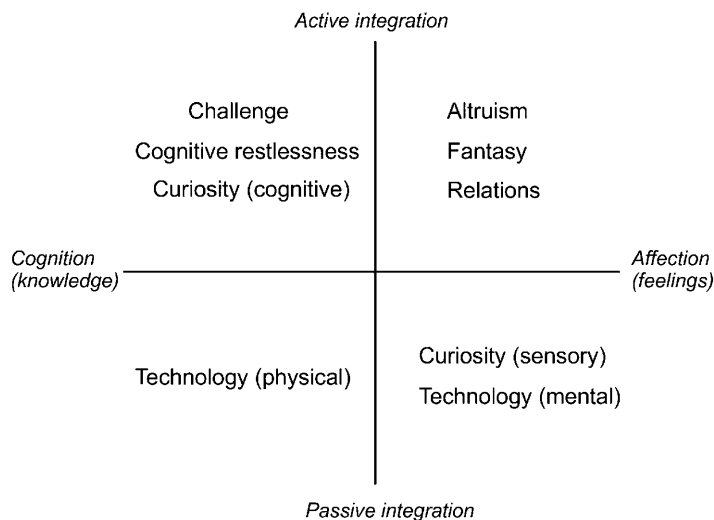 Active integration
Challenge
Altruism
Cognitive restlessness
Fantasy
Curiosity (cognitive)
Relations
Cognition
(knowledge)
Affection
(feelings)
Curiosity (sensory)
Technology (physical)
Technology (mental)
Passive integration